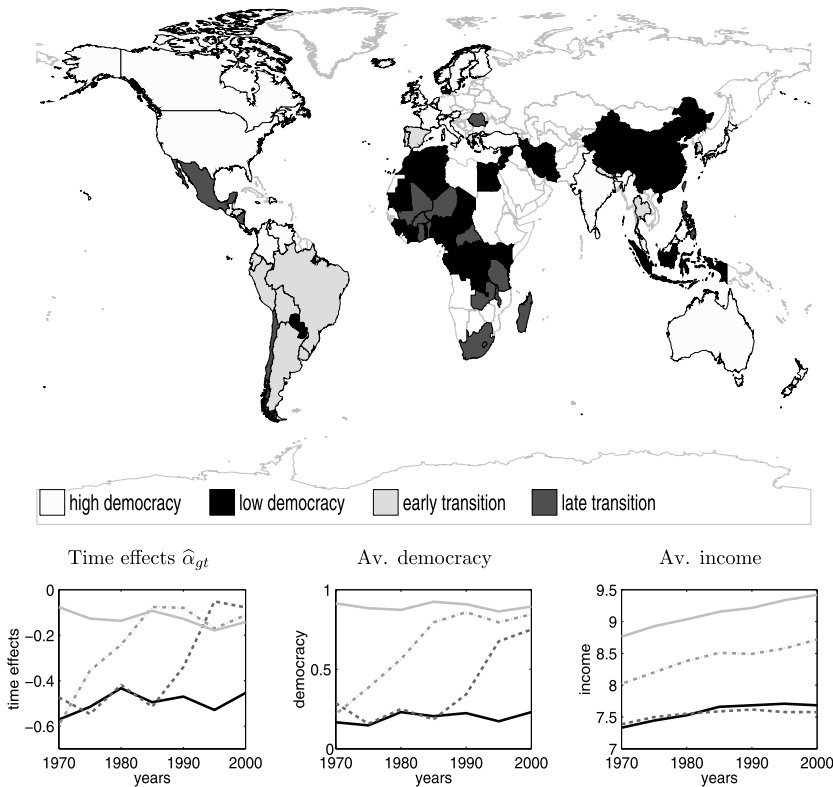 high democracy low democracy early transition late transition
Time effects α̂gt Av. democracy Av. income
0
−0.2
−0.4
−0.6
time effects
1970 1980 1990 2000
years
1
0.5
0
democracy
1970 1980 1990 2000
years
9.5
9
8.5
8
7.5
7
income
1970 1980 1990 2000
years